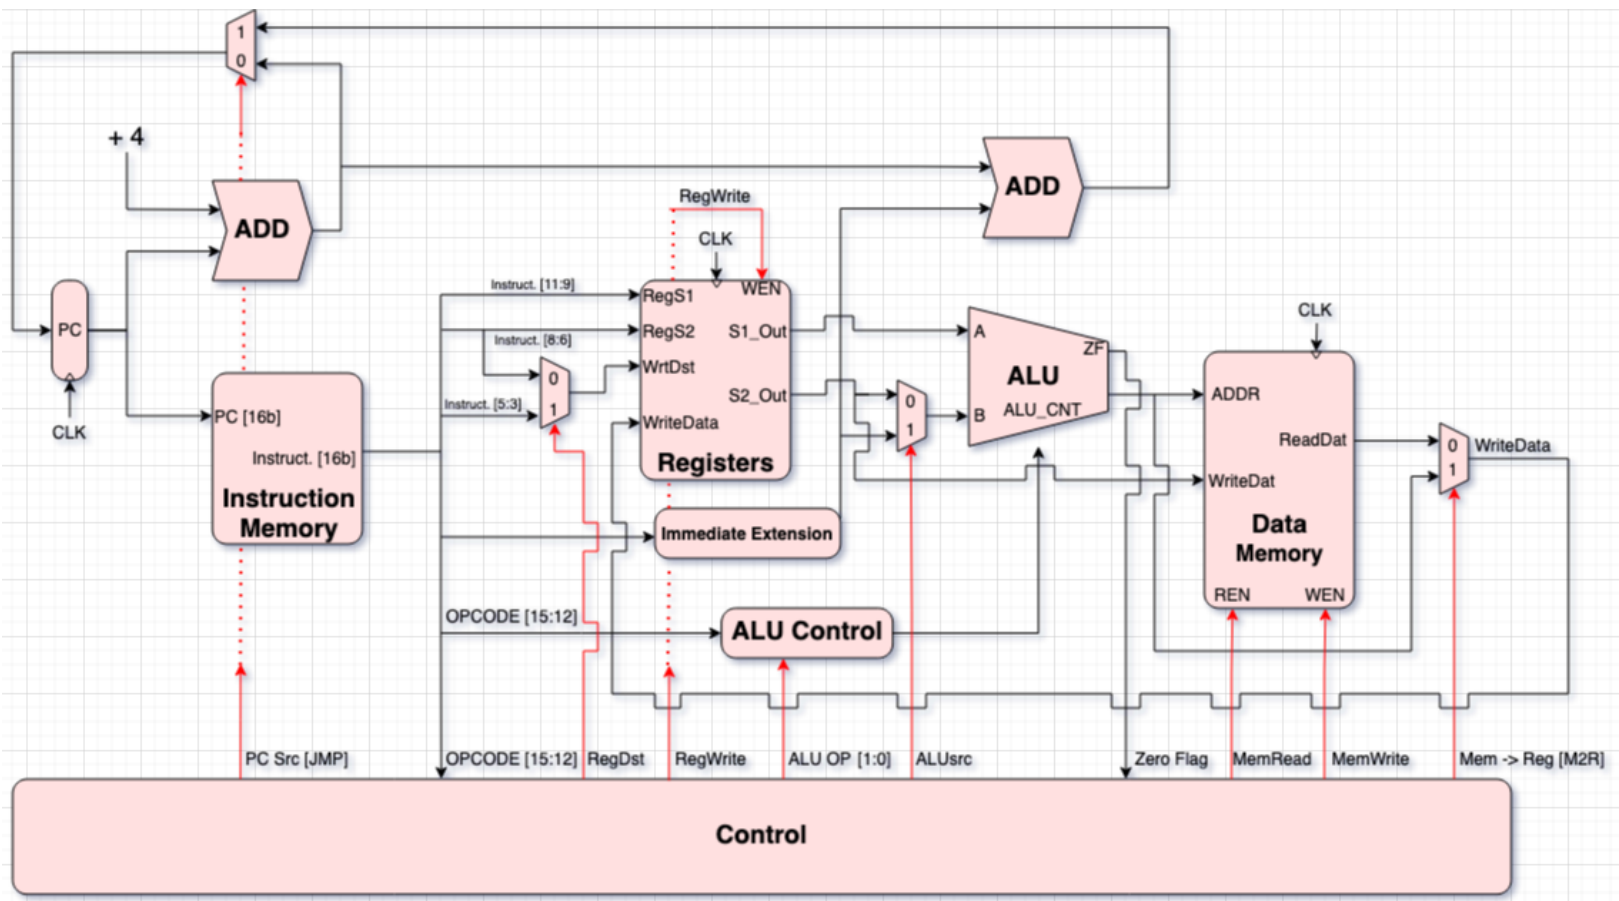 1
0
+ 4
ADD
ADD
RegWrite
CLK
Instruct. [11:9]
RegS1
WEN
PC
RegS2
S1_Out
Instruct. [8:6]
WrtDst
0
1
Instruct. [5:3]
S2_Out
WriteData
Registers
CLK
PC [16b]
Instruct. [16b]
Instruction
Memory
A
ZF
ALU
ALU_CNT
B
0
1
CLK
ADDR
ReadDat
WriteDat
Data
Memory
REN
WEN
0
1
WriteData
Immediate Extension
OPCODE [15:12]
ALU Control
PC Src [JMP]
OPCODE [15:12]
RegDst
RegWrite
ALU OP [1:0]
ALUsrc
Zero Flag
MemRead
MemWrite
Mem -> Reg [M2R]
Control